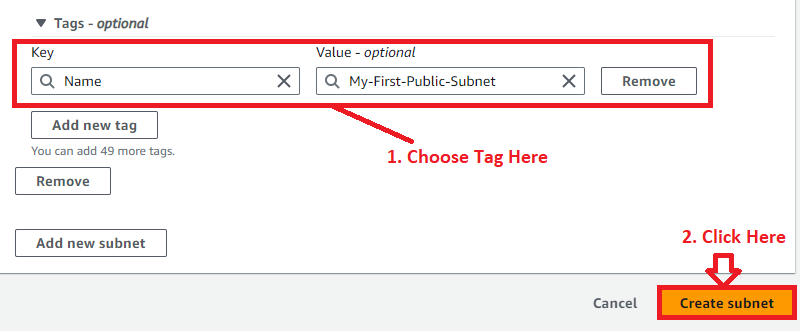 Tags - optional
Key
Value - optional
Name
My-First-Public-Subnet
Remove
Add new tag
You can add 49 more tags.
1. Choose Tag Here
Remove
Add new subnet
2. Click Here
Cancel
Create subnet